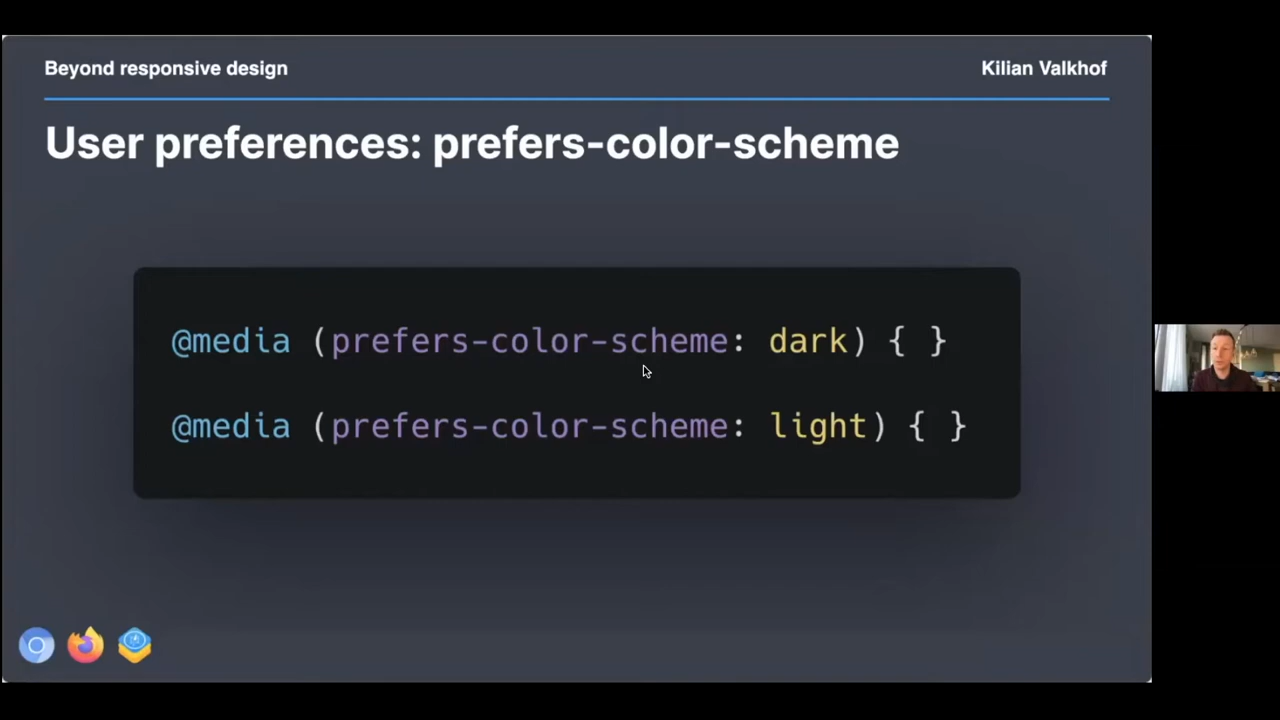 Beyond responsive design
Kilian Valkhof
User preferences: prefers-color-scheme
@media (prefers-color-scheme: dark) { }
@media (prefers-color-scheme: light) { }